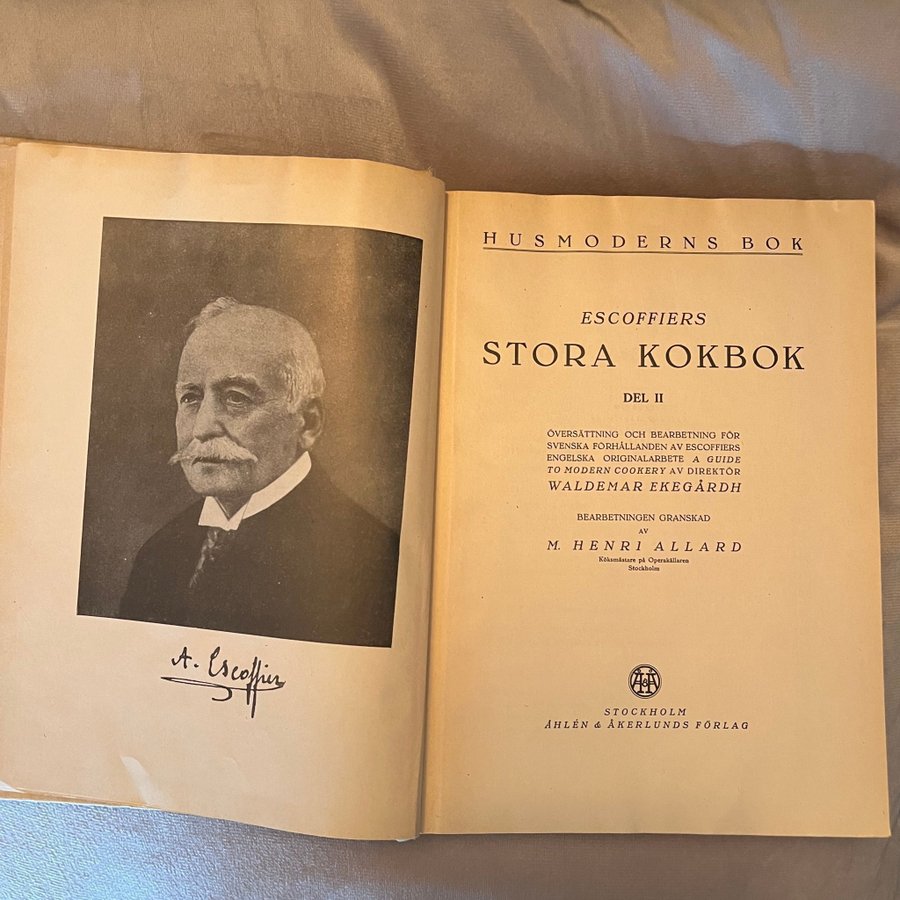 A. Escoffier
HUSMODERNS BOK
ESCOFFIERS
STORA KOKBOK
DEL II
ÖVERSÄTTNING OCH BEARBETNING FÖR
SVENSKA FÖRHÅLLANDEN AV ESCOFFIERS
ENGELSKA ORIGINALARBETE A GUIDE
TO MODERN COOKERY AV DIREKTÖR
WALDEMAR EKEGÅRDH
BEARBETNINGEN GRANSKAD
AV
M. HENRI ALLARD
Köksmästare på Operakällaren
Stockholm
Å&Å
STOCKHOLM
ÅHLÉN & ÅKERLUNDS FÖRLAG